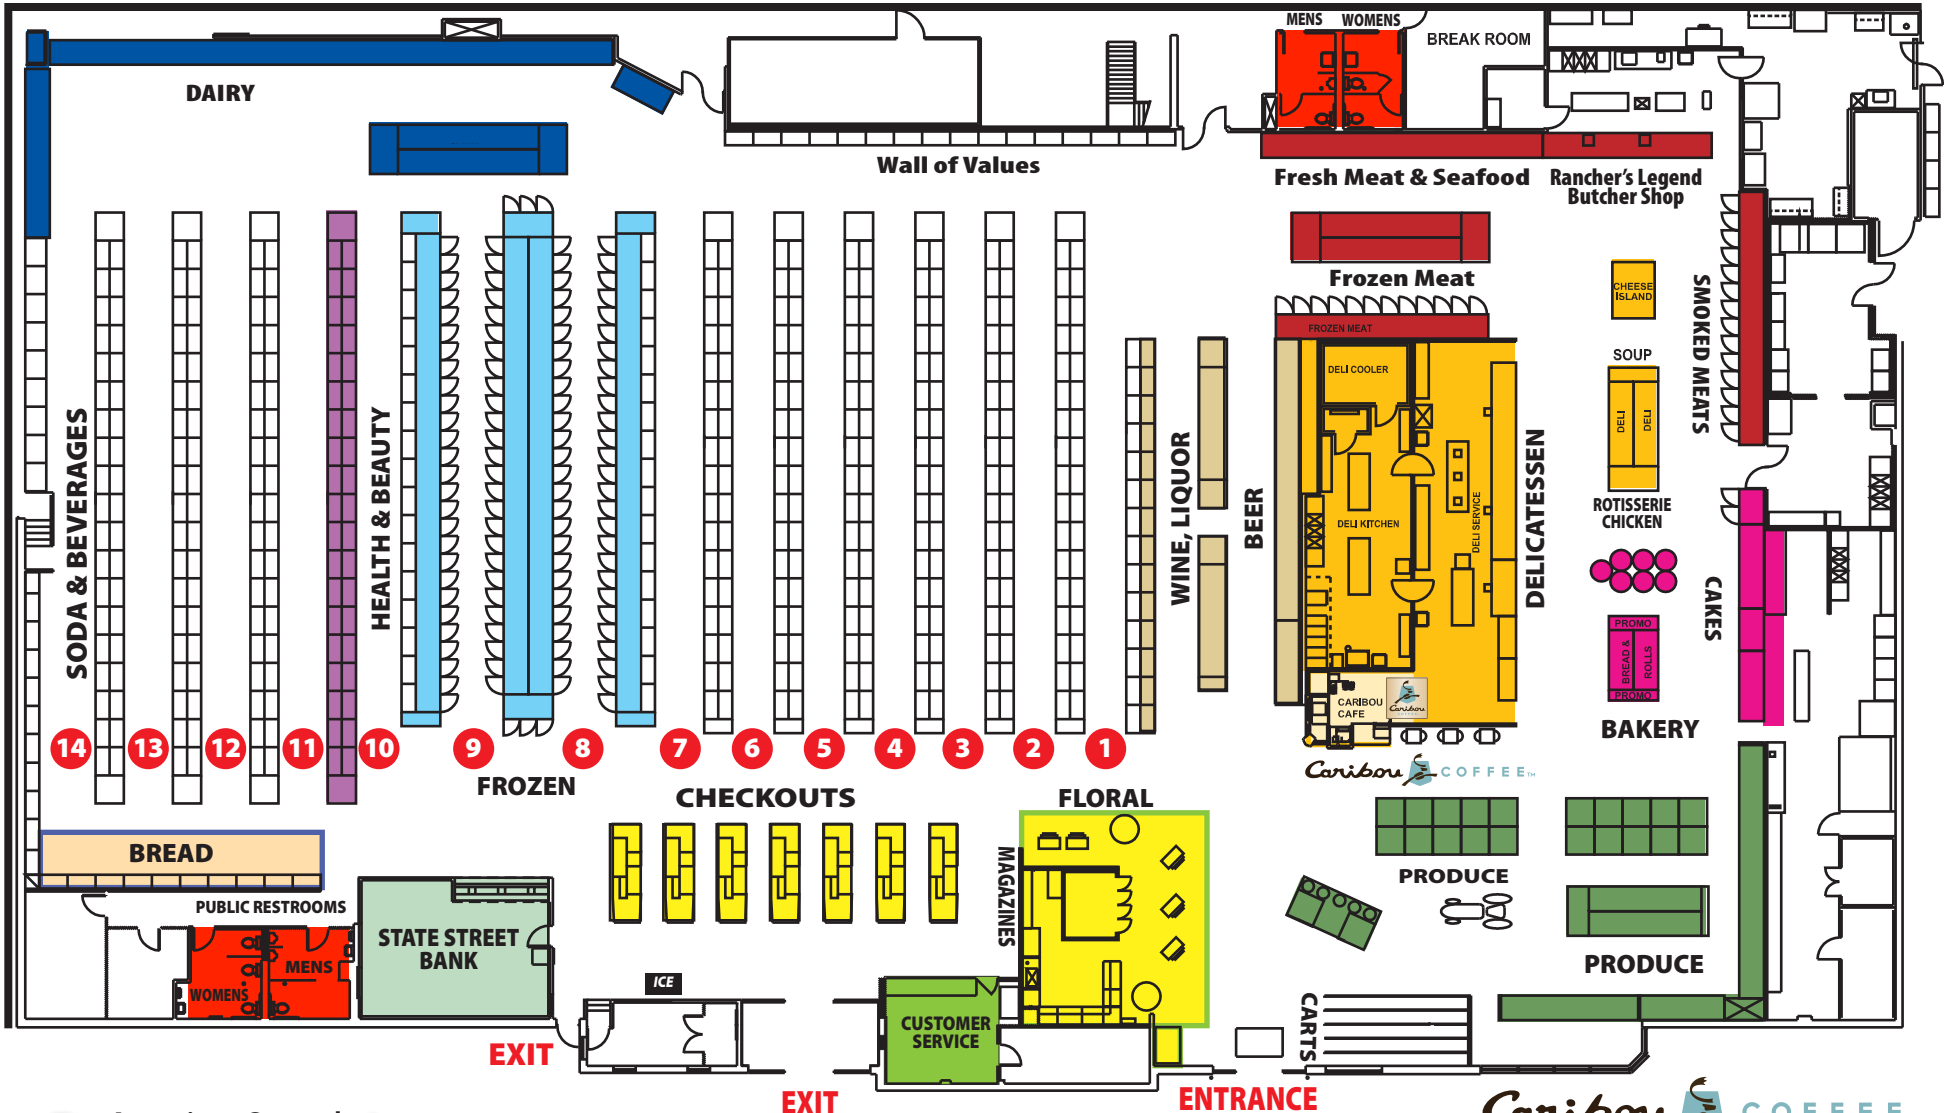 MENS WOMENS
BREAK ROOM
DAIRY
Wall of Values
Fresh Meat & Seafood
Rancher's Legend
Butcher Shop
Frozen Meat
FROZEN MEAT
CHEESE
ISLAND
SMOKED MEATS
SOUP
DELI
DELI
ROTISSERIE
CHICKEN
DELI COOLER
DELI KITCHEN
DELI SERVICE
DELICATESSEN
SODA & BEVERAGES
HEALTH & BEAUTY
WINE, LIQUOR
BEER
CAKES
PROMO
BREAD &
ROLLS
PROMO
BAKERY
CARIBOU
CAFE
Caribou
COFFEE
14
13
12
11
10
9
8
7
6
5
4
3
2
1
FROZEN
Caribou COFFEE™
CHECKOUTS
FLORAL
BREAD
MAGAZINES
PRODUCE
PUBLIC RESTROOMS
STATE STREET
BANK
WOMENS
MENS
ICE
PRODUCE
CUSTOMER
SERVICE
CARTS
EXIT
EXIT
ENTRANCE
Caribou COFFEE